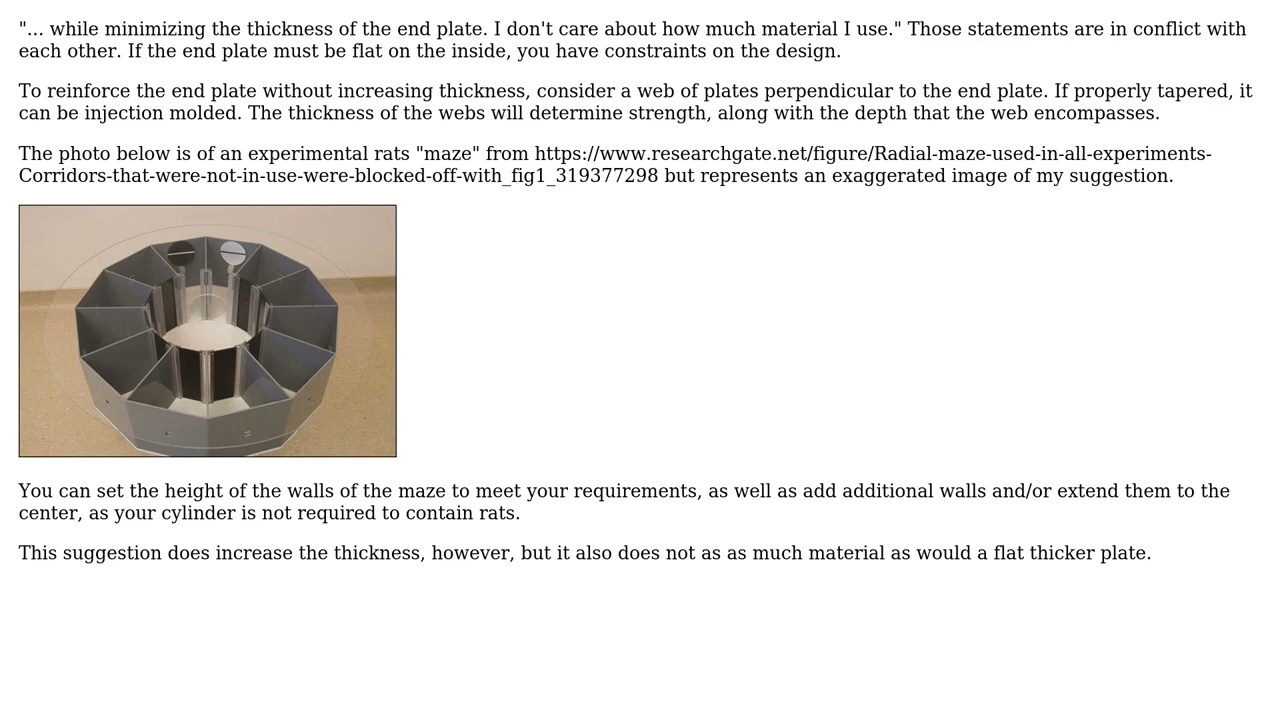 "... while minimizing the thickness of the end plate. I don't care about how much material I use." Those statements are in conflict with
each other. If the end plate must be flat on the inside, you have constraints on the design.
To reinforce the end plate without increasing thickness, consider a web of plates perpendicular to the end plate. If properly tapered, it
can be injection molded. The thickness of the webs will determine strength, along with the depth that the web encompasses.
The photo below is of an experimental rats "maze" from https://www.researchgate.net/figure/Radial-maze-used-in-all-experiments-
Corridors-that-were-not-in-use-were-blocked-off-with_fig1_319377298 but represents an exaggerated image of my suggestion.
You can set the height of the walls of the maze to meet your requirements, as well as add additional walls and/or extend them to the
center, as your cylinder is not required to contain rats.
This suggestion does increase the thickness, however, but it also does not as as much material as would a flat thicker plate.